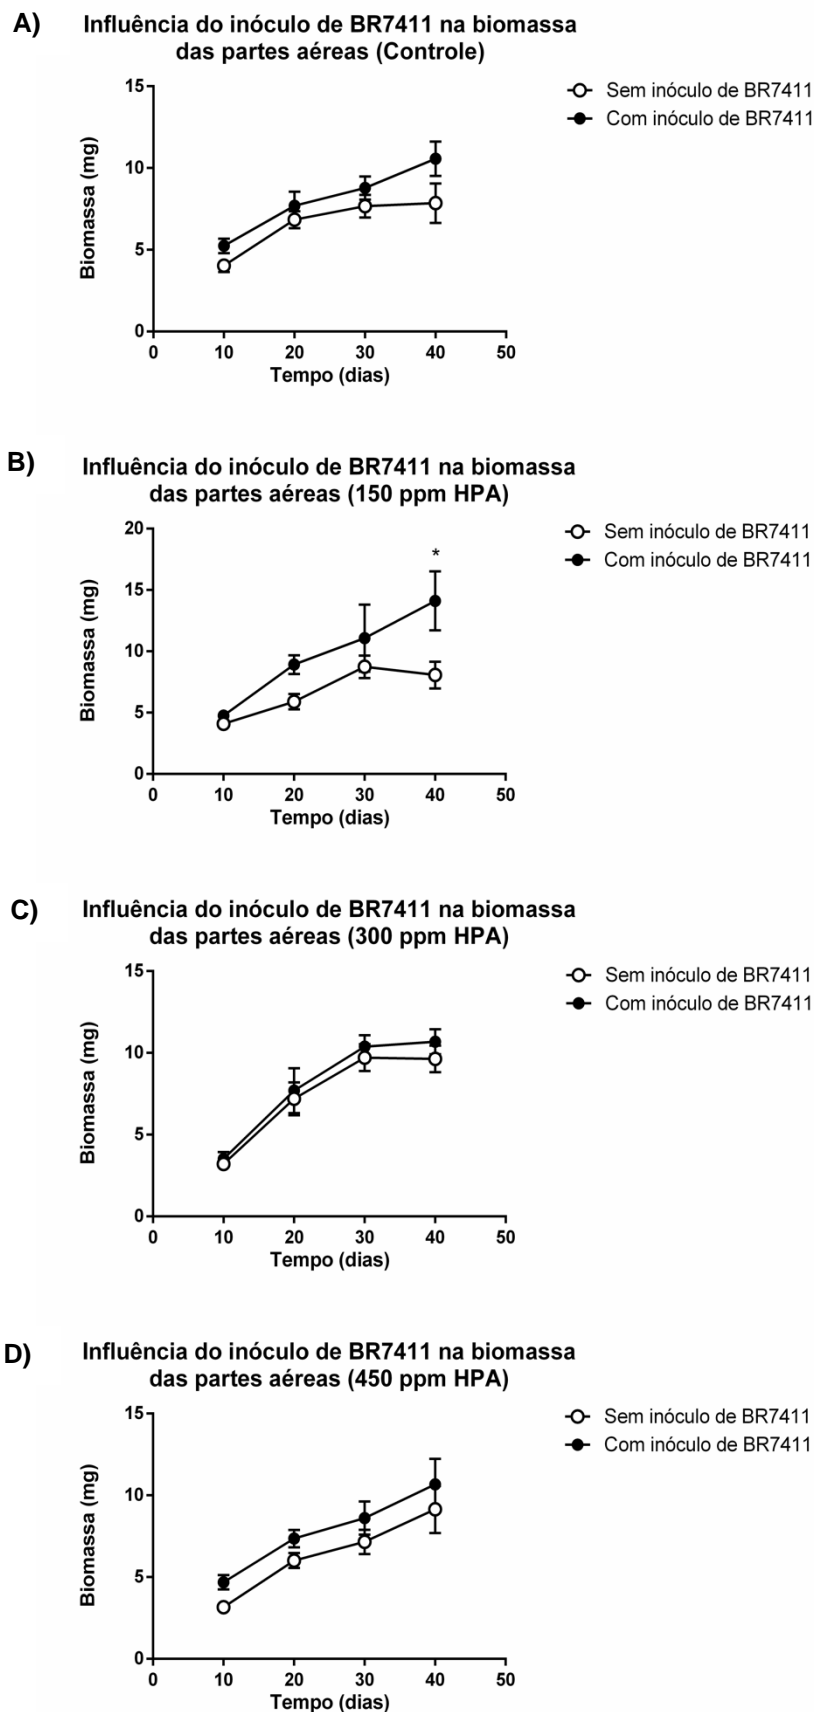 A)
Influência do inóculo de BR7411 na biomassa
das partes aéreas (Controle)
15
10
5
0
Biomassa (mg)
0 10 20 30 40 50
Tempo (dias)
Sem inóculo de BR7411
Com inóculo de BR7411
B)
Influência do inóculo de BR7411 na biomassa
das partes aéreas (150 ppm HPA)
20
15
10
5
0
Biomassa (mg)
*
0 10 20 30 40 50
Tempo (dias)
Sem inóculo de BR7411
Com inóculo de BR7411
C)
Influência do inóculo de BR7411 na biomassa
das partes aéreas (300 ppm HPA)
15
10
5
0
Biomassa (mg)
0 10 20 30 40 50
Tempo (dias)
Sem inóculo de BR7411
Com inóculo de BR7411
D)
Influência do inóculo de BR7411 na biomassa
das partes aéreas (450 ppm HPA)
15
10
5
0
Biomassa (mg)
0 10 20 30 40 50
Tempo (dias)
Sem inóculo de BR7411
Com inóculo de BR7411